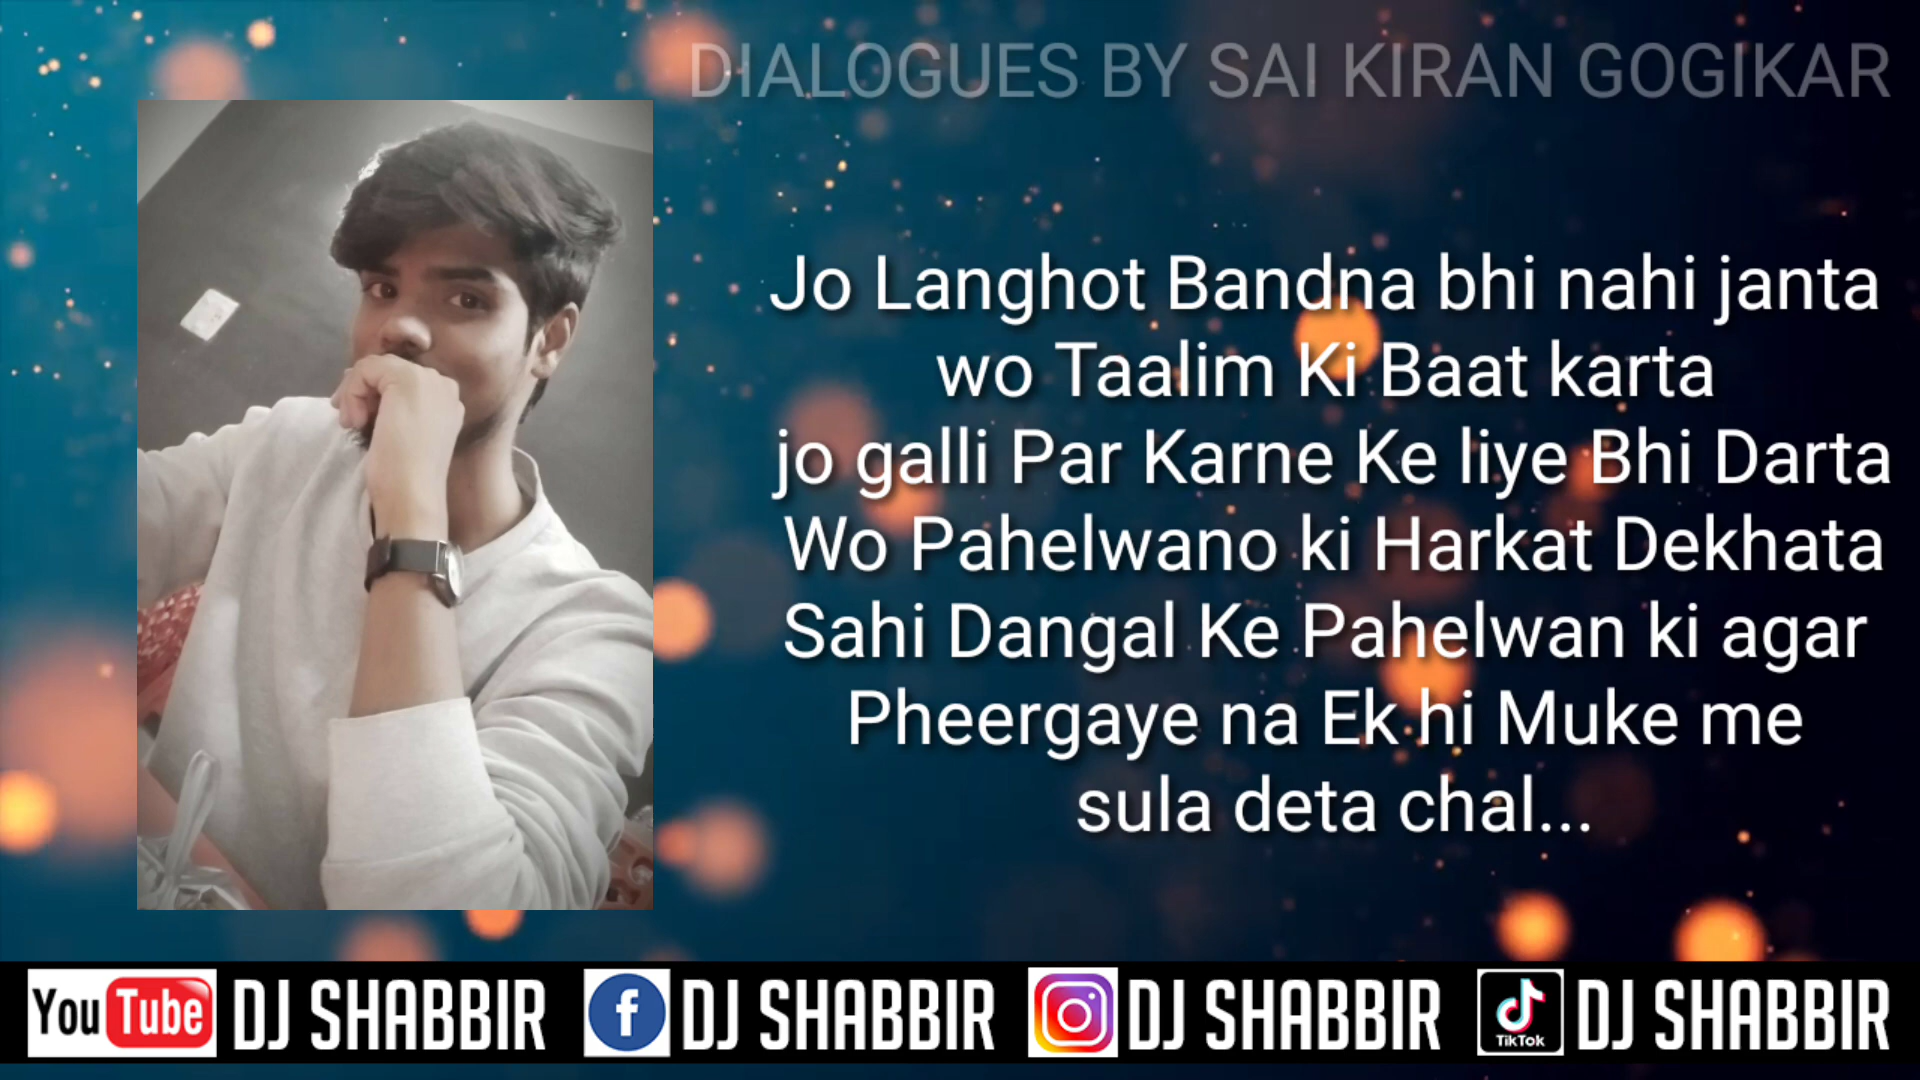 DIALOGUES BY SAI KIRAN GOGIKAR
Jo Langhot Bandna bhi nahi janta
wo Taalim Ki Baat karta
jo galli Par Karne Ke liye Bhi Darta
Wo Pahelwano ki Harkat Dekhata
Sahi Dangal Ke Pahelwan ki agar
Pheergaye na Ek hi Muke me
sula deta chal...
YouTube DJ SHABBIR f DJ SHABBIR DJ SHABBIR TikTok DJ SHABBIR